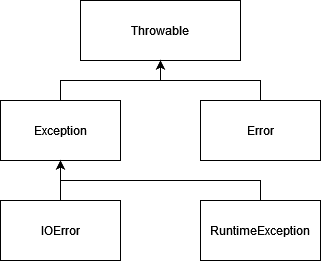 Throwable
Exception
Error
IOError
RuntimeException